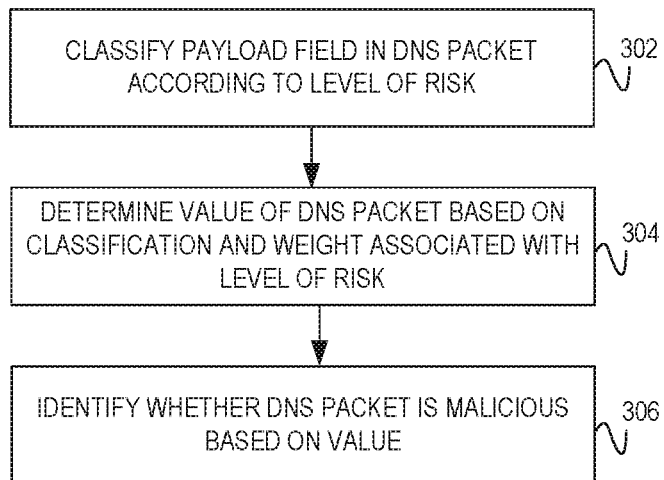 CLASSIFY PAYLOAD FIELD IN DNS PACKET
ACCORDING TO LEVEL OF RISK
302
DETERMINE VALUE OF DNS PACKET BASED ON
CLASSIFICATION AND WEIGHT ASSOCIATED WITH
LEVEL OF RISK
304
IDENTIFY WHETHER DNS PACKET IS MALICIOUS
BASED ON VALUE
306